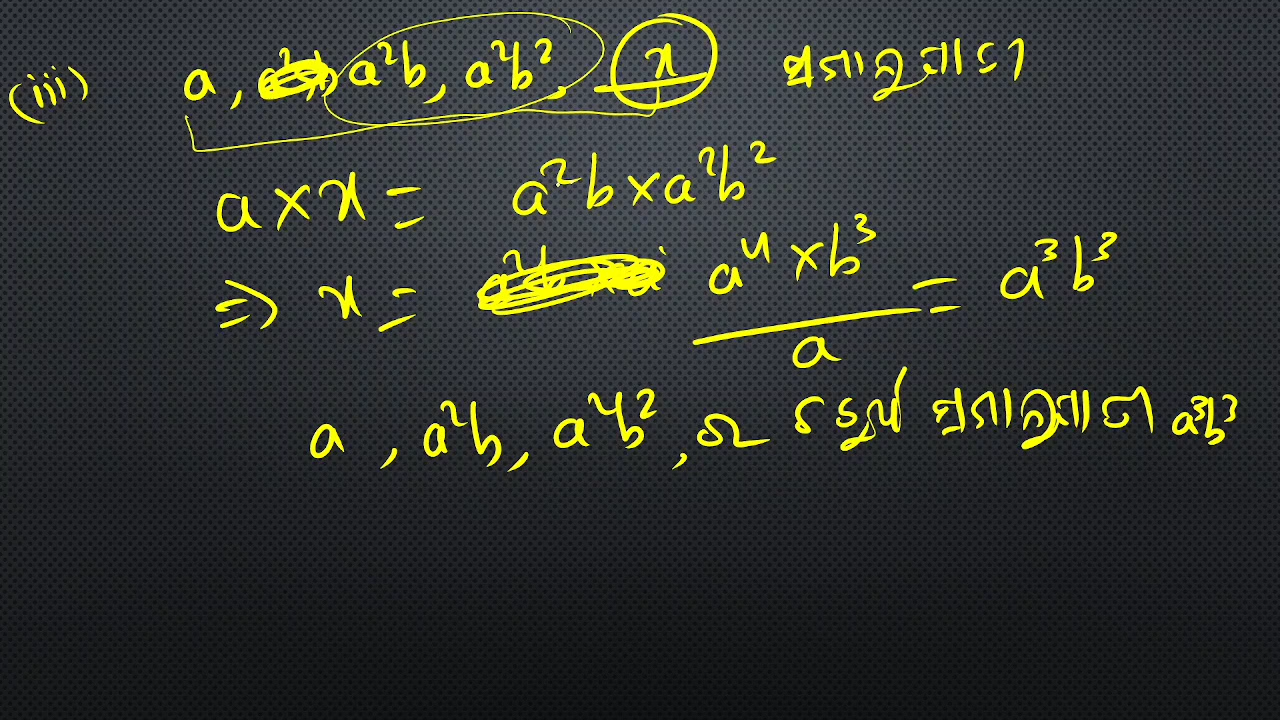 (iii) a, a²b, a²b², x ସମାନୁପାତୀ
a × x = a²b × a²b²
⇒ x = a⁴ × b³ / a = a³b³
a, a²b, a²b², ର ଚତୁର୍ଥ ସମାନୁପାତୀ a³b³